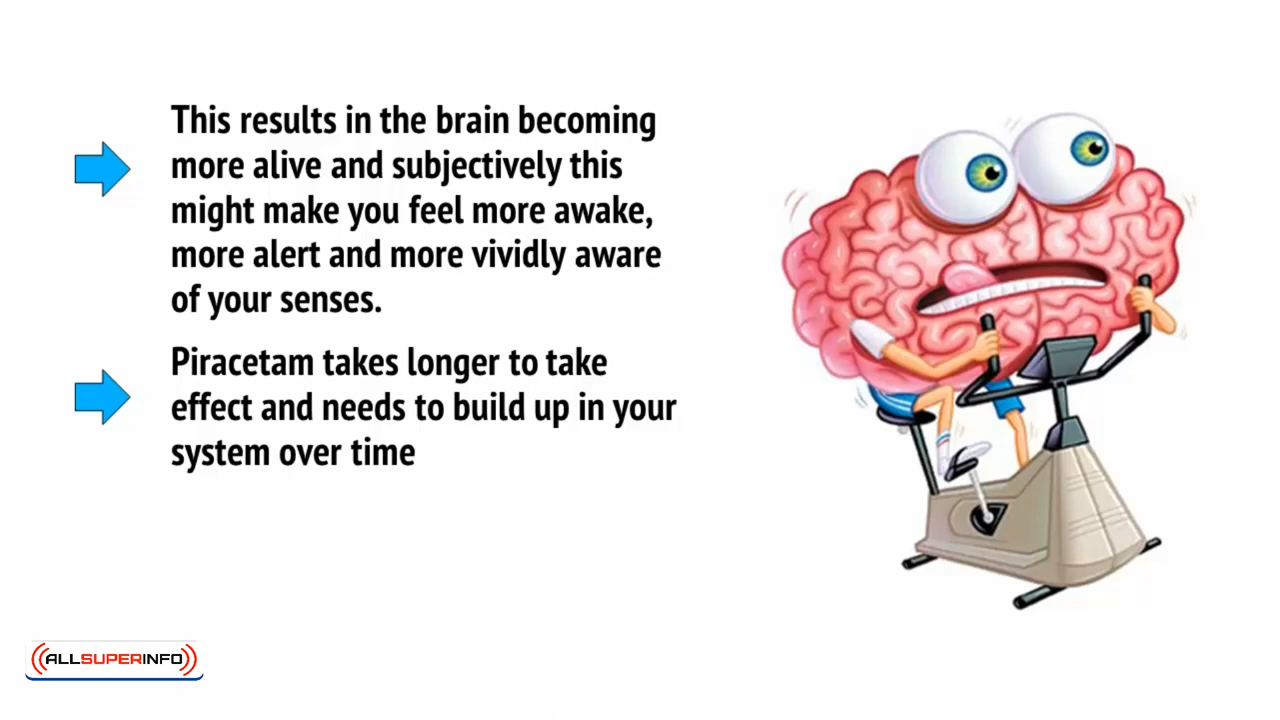 This results in the brain becoming
more alive and subjectively this
might make you feel more awake,
more alert and more vividly aware
of your senses.
Piracetam takes longer to take
effect and needs to build up in your
system over time
ALLSUPERINFO